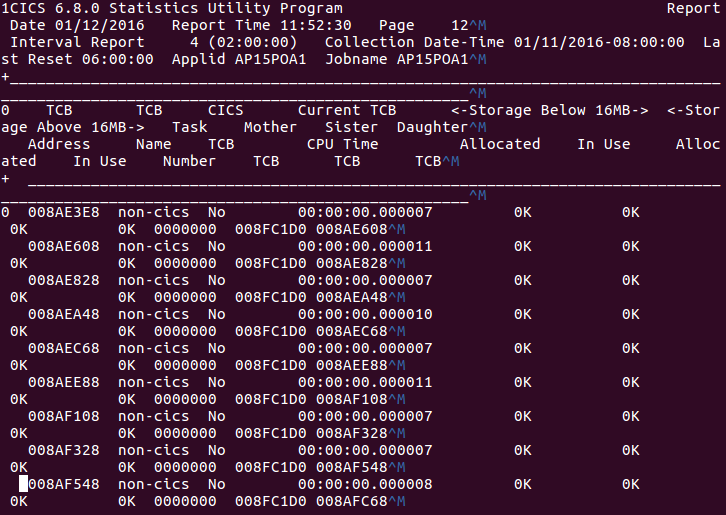 1CICS 6.8.0 Statistics Utility Program                                    Report
 Date 01/12/2016   Report Time 11:52:30   Page    12^M
 Interval Report     4 (02:00:00)   Collection Date-Time 01/11/2016-08:00:00  La
st Reset 06:00:00  Applid AP15POA1  Jobname AP15POA1^M
+_______________________________________________________________________________
____________________________________________________^M
0    TCB       TCB     CICS      Current TCB      <-Storage Below 16MB->  <-Stor
age Above 16MB->   Task    Mother   Sister  Daughter^M
   Address     Name    TCB        CPU Time         Allocated    In Use     Alloc
ated    In Use    Number    TCB      TCB      TCB^M
+  _____________________________________________________________________________
____________________________________________________^M
0  008AE3E8  non-cics  No        00:00:00.000007         0K          0K
 0K          0K  0000000  008FC1D0 008AE608^M
   008AE608  non-cics  No        00:00:00.000011         0K          0K
 0K          0K  0000000  008FC1D0 008AE828^M
   008AE828  non-cics  No        00:00:00.000007         0K          0K
 0K          0K  0000000  008FC1D0 008AEA48^M
   008AEA48  non-cics  No        00:00:00.000010         0K          0K
 0K          0K  0000000  008FC1D0 008AEC68^M
   008AEC68  non-cics  No        00:00:00.000007         0K          0K
 0K          0K  0000000  008FC1D0 008AEE88^M
   008AEE88  non-cics  No        00:00:00.000011         0K          0K
 0K          0K  0000000  008FC1D0 008AF108^M
   008AF108  non-cics  No        00:00:00.000007         0K          0K
 0K          0K  0000000  008FC1D0 008AF328^M
   008AF328  non-cics  No        00:00:00.000007         0K          0K
 0K          0K  0000000  008FC1D0 008AF548^M
   008AF548  non-cics  No        00:00:00.000008         0K          0K
 0K          0K  0000000  008FC1D0 008AFC68^M